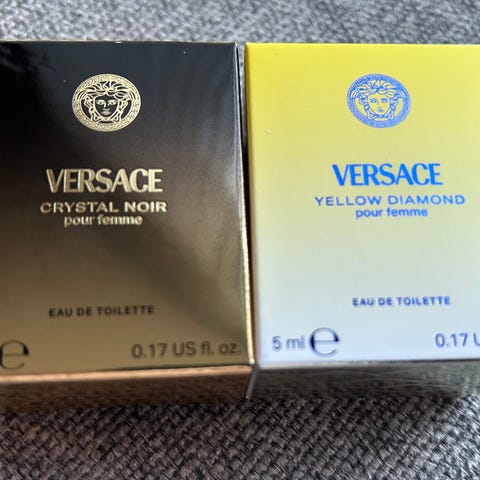 VERSACE
CRYSTAL NOIR
pour femme
EAU DE TOILETTE
e 0.17 US fl. oz.
VERSACE
YELLOW DIAMOND
pour femme
EAU DE TOILETTE
5 ml e 0.17 U